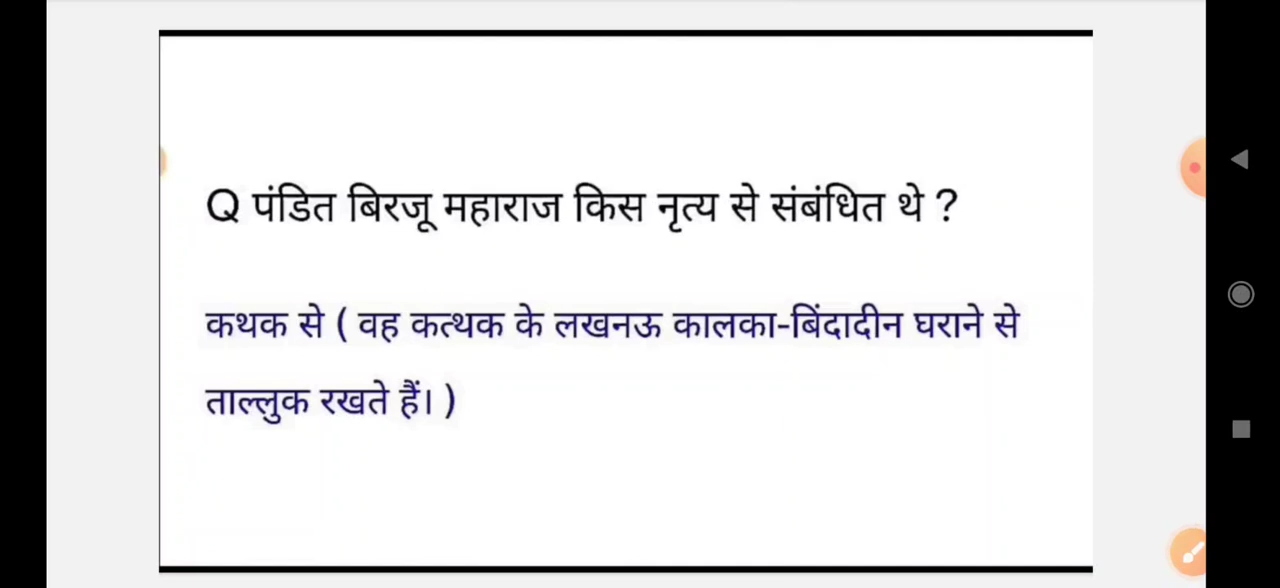 Q पंडित बिरजू महाराज किस नृत्य से संबंधित थे ?
कथक से ( वह कत्थक के लखनऊ कालका-बिंदादीन घराने से
ताल्लुक रखते हैं। )